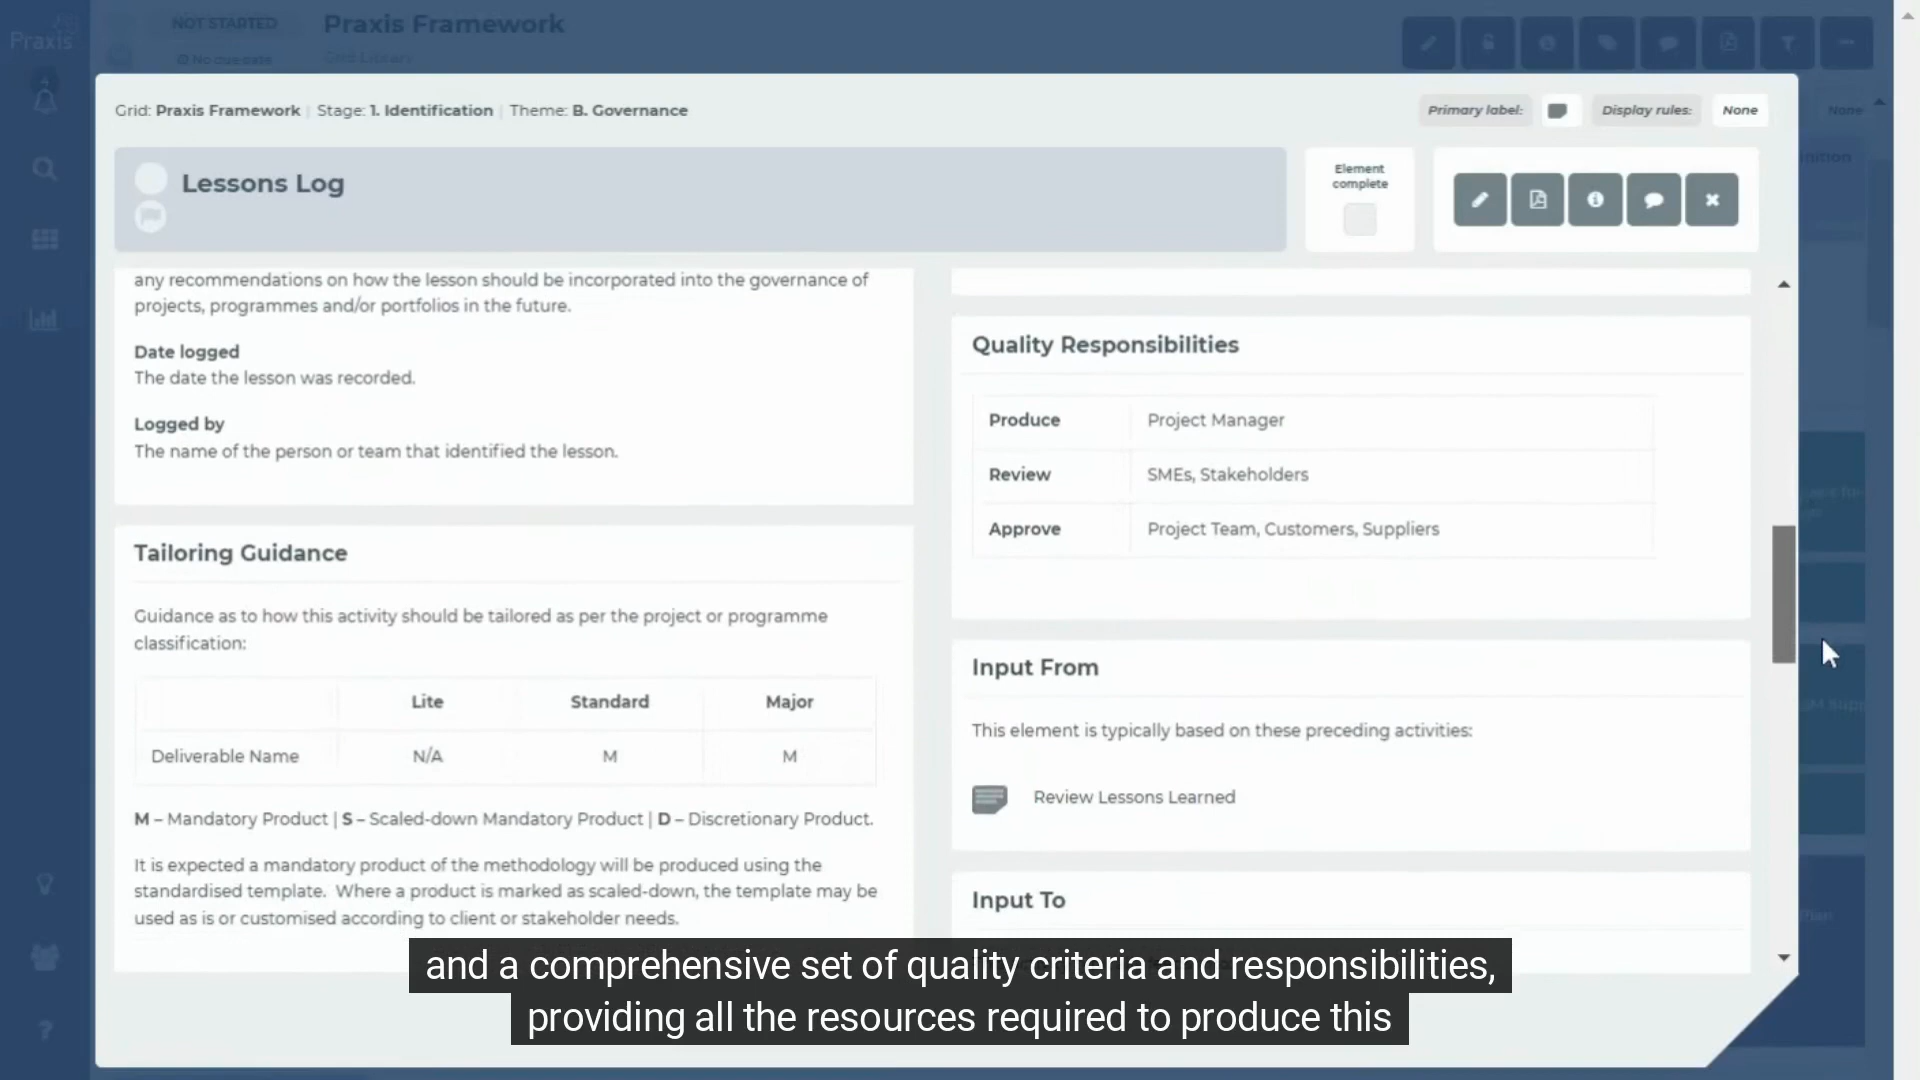 Praxis
NOT STARTED
Praxis Framework
No due date
Grid Library
4
Grid: Praxis Framework | Stage: 1. Identification | Theme: B. Governance
Primary label:
Display rules:
None
None
Lessons Log
Element
complete
any recommendations on how the lesson should be incorporated into the governance of
projects, programmes and/or portfolios in the future.
Date logged
The date the lesson was recorded.
Logged by
The name of the person or team that identified the lesson.
Tailoring Guidance
Guidance as to how this activity should be tailored as per the project or programme
classification:
Lite Standard Major
Deliverable Name N/A M M
M – Mandatory Product | S – Scaled-down Mandatory Product | D – Discretionary Product.
It is expected a mandatory product of the methodology will be produced using the
standardised template. Where a product is marked as scaled-down, the template may be
used as is or customised according to client or stakeholder needs.
Quality Responsibilities
Produce Project Manager
Review SMEs, Stakeholders
Approve Project Team, Customers, Suppliers
Input From
This element is typically based on these preceding activities:
Review Lessons Learned
Input To
and a comprehensive set of quality criteria and responsibilities,
providing all the resources required to produce this